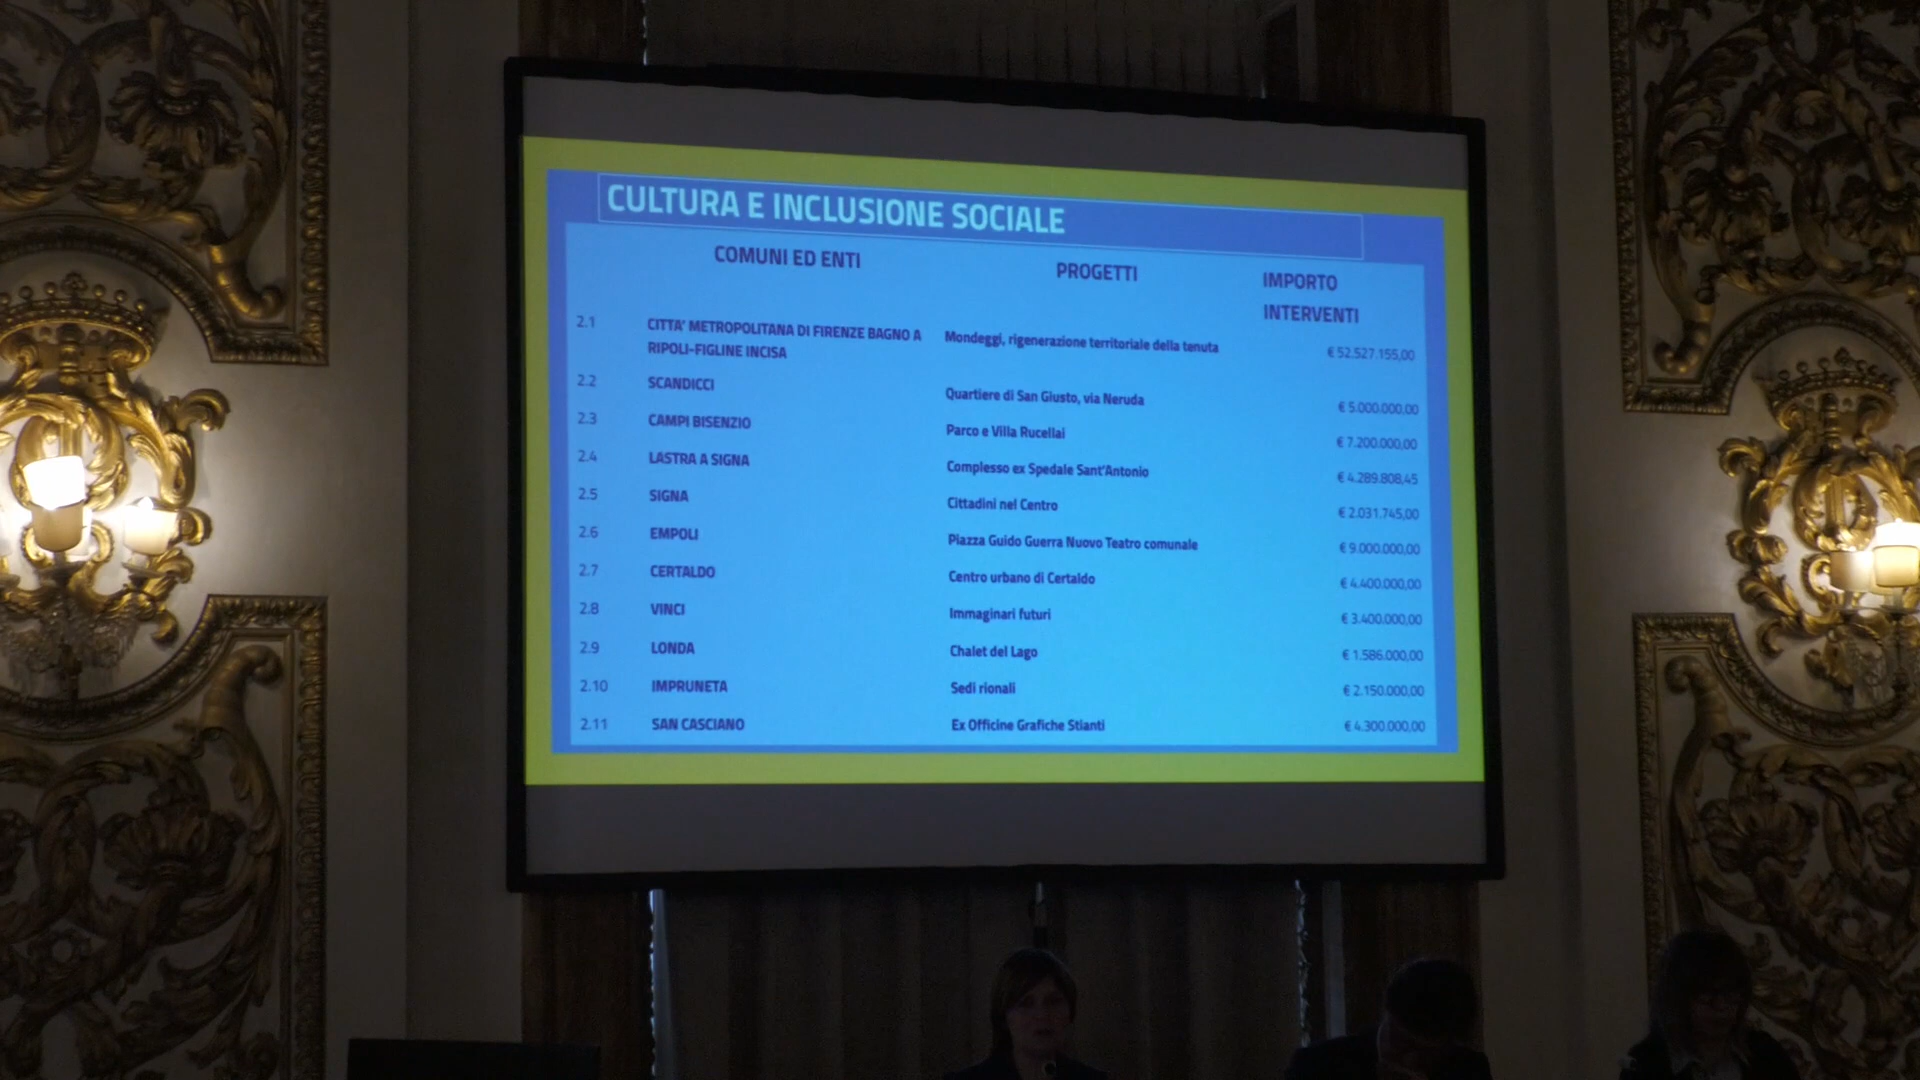 CULTURA E INCLUSIONE SOCIALE
COMUNI ED ENTI PROGETTI IMPORTO
INTERVENTI
2.1 CITTA' METROPOLITANA DI FIRENZE BAGNO A Mondeggi, rigenerazione territoriale della tenuta € 52.527.155,00
RIPOLI-FIGLINE INCISA
2.2 SCANDICCI Quartiere di San Giusto, via Neruda € 5.000.000,00
2.3 CAMPI BISENZIO Parco e Villa Rucellai € 7.200.000,00
2.4 LASTRA A SIGNA Complesso ex Spedale Sant'Antonio € 4.289.808,45
2.5 SIGNA Cittadini nel Centro € 2.031.745,00
2.6 EMPOLI Piazza Guido Guerra Nuovo Teatro comunale € 9.000.000,00
2.7 CERTALDO Centro urbano di Certaldo € 4.400.000,00
2.8 VINCI Immaginari futuri € 3.400.000,00
2.9 LONDA Chalet del Lago € 1.586.000,00
2.10 IMPRUNETA Sedi rionali € 2.150.000,00
2.11 SAN CASCIANO Ex Officine Grafiche Stianti € 4.300.000,00